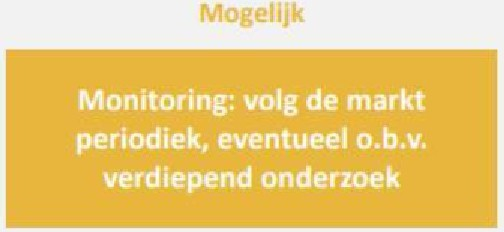 Mogelijk
Monitoring: volg de markt
periodiek, eventueel o.b.v.
verdiepend onderzoek